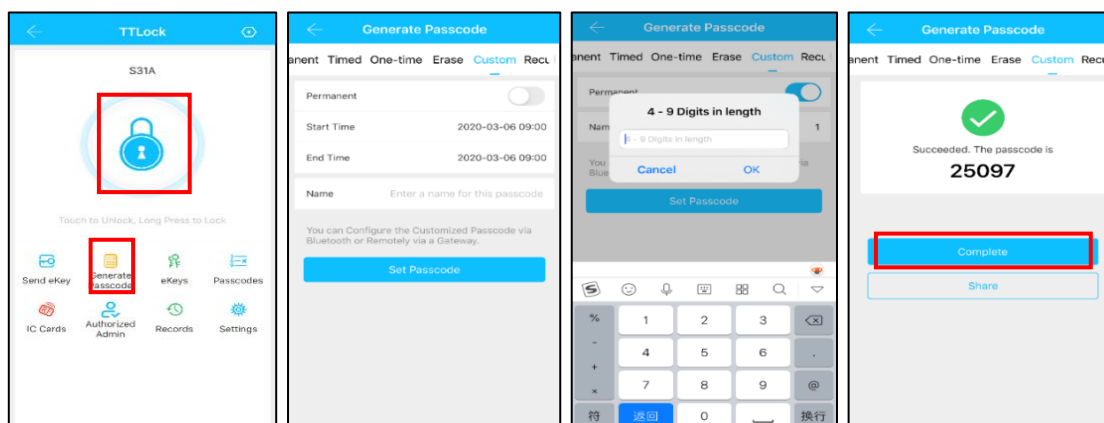 TTLock
S31A
Touch to Unlock, Long Press to Lock
Send eKey
Generate
Passcode
eKeys
Passcodes
IC Cards
Authorized
Admin
Records
Settings
Generate Passcode
anent Timed One-time Erase Custom Recu
Permanent
Start Time 2020-03-06 09:00
End Time 2020-03-06 09:00
Name Enter a name for this passcode
You can Configure the Customized Passcode via
Bluetooth or Remotely via a Gateway.
Set Passcode
Generate Passcode
anent Timed One-time Erase Custom Recu
Permanent
4 - 9 Digits in length
Nam 1
4 - 9 Digits in length
You via
Blue
Cancel OK
Set Passcode
S
% 1 2 3
- 4 5 6 .
+
× 7 8 9 @
符 返回 0 换行
Generate Passcode
anent Timed One-time Erase Custom Recu
Succeeded. The passcode is
25097
Complete
Share